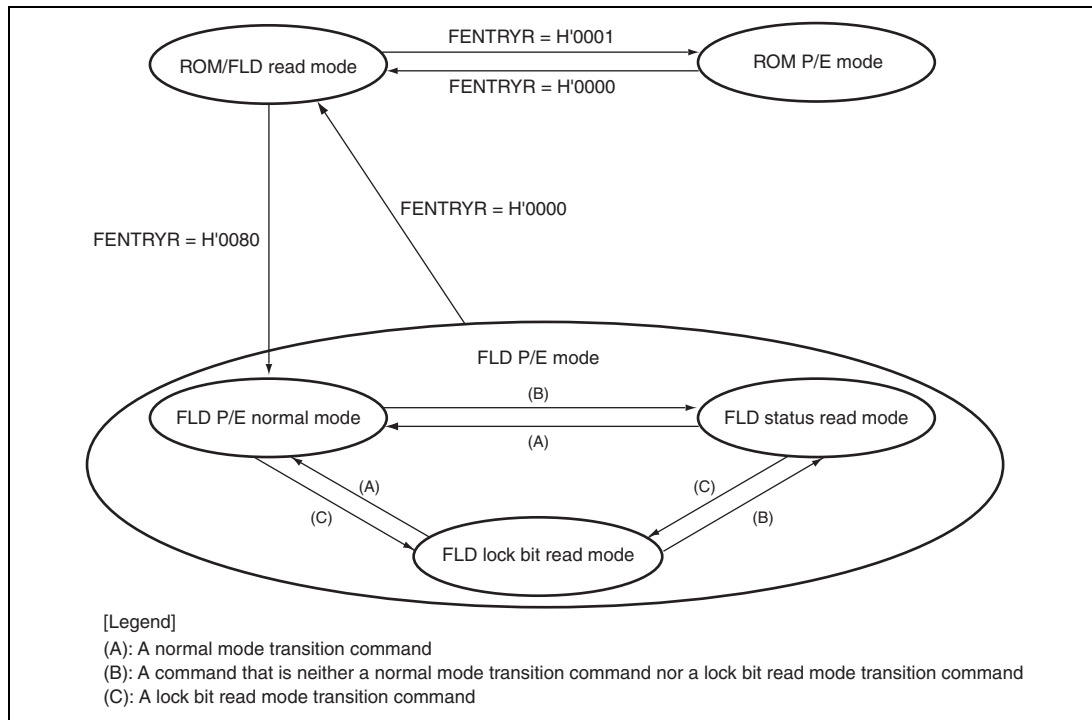 FENTRYR = H'0001
ROM/FLD read mode
ROM P/E mode
FENTRYR = H'0000
FENTRYR = H'0000
FENTRYR = H'0080
FLD P/E mode
(B)
FLD P/E normal mode
FLD status read mode
(A)
(A)
(C)
(C)
(B)
FLD lock bit read mode
[Legend]
(A): A normal mode transition command
(B): A command that is neither a normal mode transition command nor a lock bit read mode transition command
(C): A lock bit read mode transition command